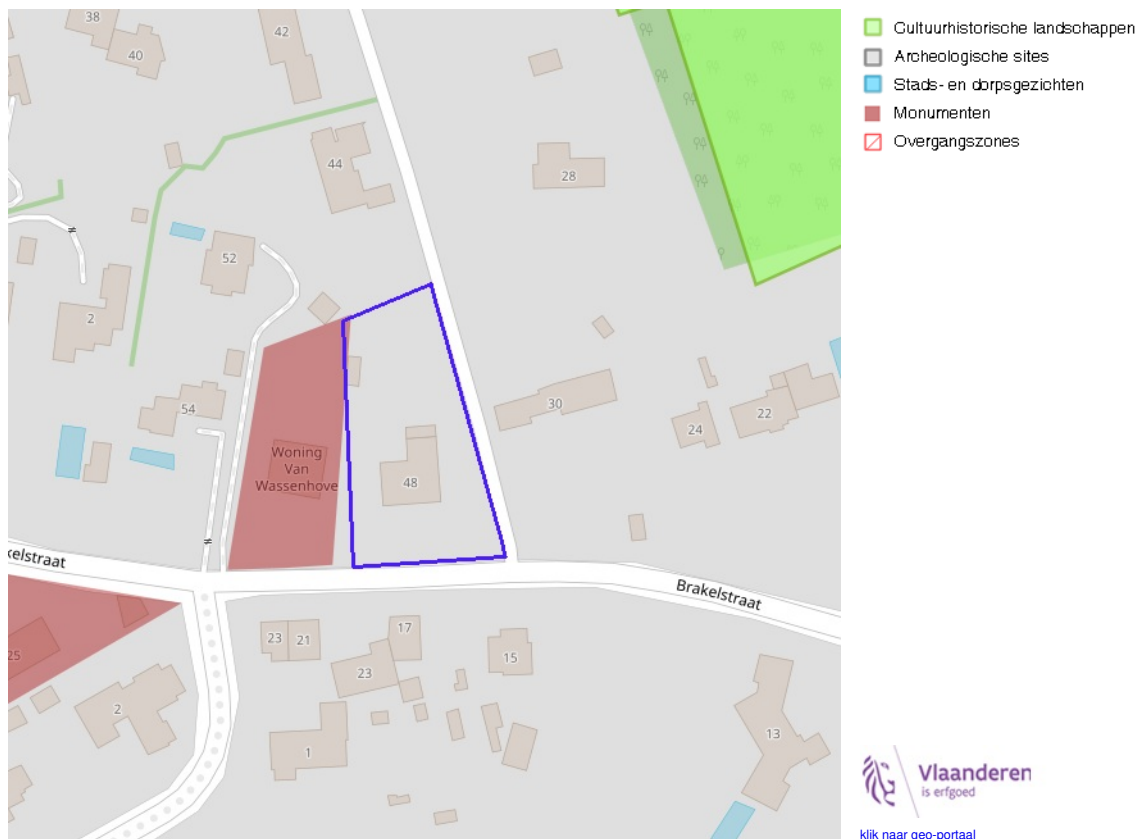 38
40
42
44
28
52
2
54
Woning
Van
Wassenhove
48
30
24
22
Brakelstraat
kelstraat
25
2
23
21
17
23
15
1
13
Cultuurhistorische landschappen
Archeologische sites
Stads- en dorpsgezichten
Monumenten
Overgangszones
Vlaanderen
is erfgoed
klik naar geo-portaal